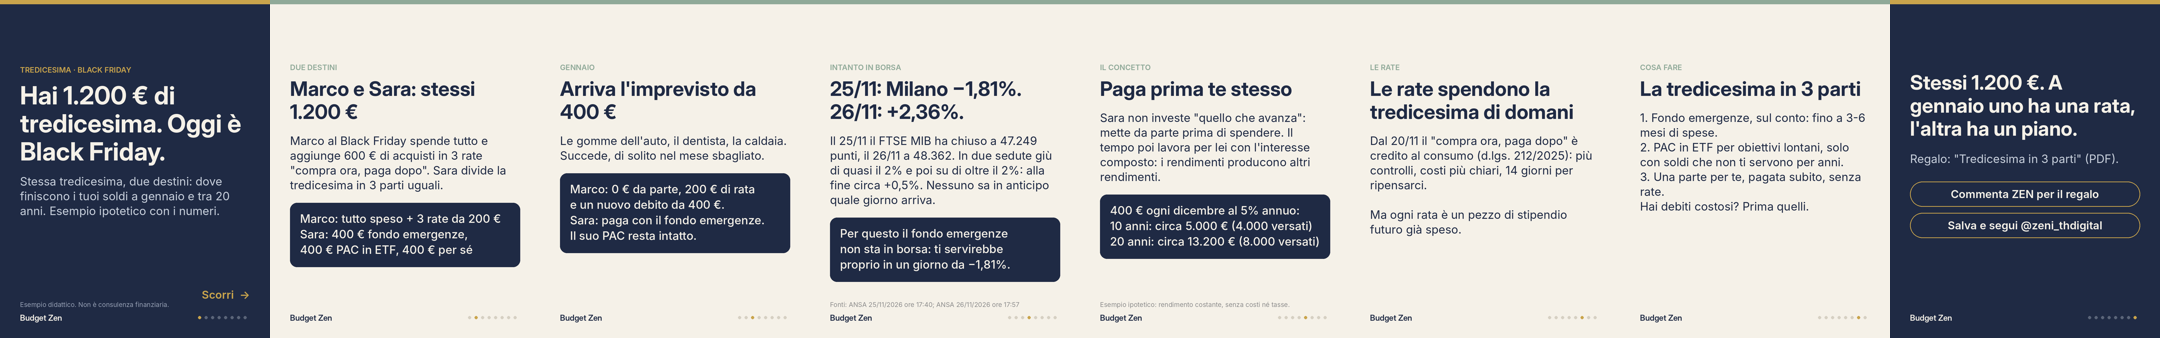 TREDICESIMA · BLACK FRIDAY
Hai 1.200 € di
tredicesima. Oggi è
Black Friday.
Stessa tredicesima, due destini: dove
finiscono i tuoi soldi a gennaio e tra 20
anni. Esempio ipotetico con i numeri.
Scorri →
Esempio didattico. Non è consulenza finanziaria.
Budget Zen
DUE DESTINI
Marco e Sara: stessi
1.200 €
Marco al Black Friday spende tutto e
aggiunge 600 € di acquisti in 3 rate
"compra ora, paga dopo". Sara divide la
tredicesima in 3 parti uguali.
Marco: tutto speso + 3 rate da 200 €
Sara: 400 € fondo emergenze,
400 € PAC in ETF, 400 € per sé
Budget Zen
GENNAIO
Arriva l'imprevisto da
400 €
Le gomme dell'auto, il dentista, la caldaia.
Succede, di solito nel mese sbagliato.
Marco: 0 € da parte, 200 € di rata
e un nuovo debito da 400 €.
Sara: paga con il fondo emergenze.
Il suo PAC resta intatto.
Budget Zen
INTANTO IN BORSA
25/11: Milano −1,81%.
26/11: +2,36%.
Il 25/11 il FTSE MIB ha chiuso a 47.249
punti, il 26/11 a 48.362. In due sedute giù
di quasi il 2% e poi su di oltre il 2%: alla
fine circa +0,5%. Nessuno sa in anticipo
quale giorno arriva.
Per questo il fondo emergenze
non sta in borsa: ti servirebbe
proprio in un giorno da −1,81%.
Fonti: ANSA 25/11/2026 ore 17:40; ANSA 26/11/2026 ore 17:57
Budget Zen
IL CONCETTO
Paga prima te stesso
Sara non investe "quello che avanza":
mette da parte prima di spendere. Il
tempo poi lavora per lei con l'interesse
composto: i rendimenti producono altri
rendimenti.
400 € ogni dicembre al 5% annuo:
10 anni: circa 5.000 € (4.000 versati)
20 anni: circa 13.200 € (8.000 versati)
Esempio ipotetico: rendimento costante, senza costi né tasse.
Budget Zen
LE RATE
Le rate spendono la
tredicesima di domani
Dal 20/11 il "compra ora, paga dopo" è
credito al consumo (d.lgs. 212/2025): più
controlli, costi più chiari, 14 giorni per
ripensarci.
Ma ogni rata è un pezzo di stipendio
futuro già speso.
Budget Zen
COSA FARE
La tredicesima in 3 parti
1. Fondo emergenze, sul conto: fino a 3-6
mesi di spese.
2. PAC in ETF per obiettivi lontani, solo
con soldi che non ti servono per anni.
3. Una parte per te, pagata subito, senza
rate.
Hai debiti costosi? Prima quelli.
Budget Zen
Stessi 1.200 €. A
gennaio uno ha una rata,
l'altra ha un piano.
Regalo: "Tredicesima in 3 parti" (PDF).
Commenta ZEN per il regalo
Salva e segui @zeni_thdigital
Budget Zen